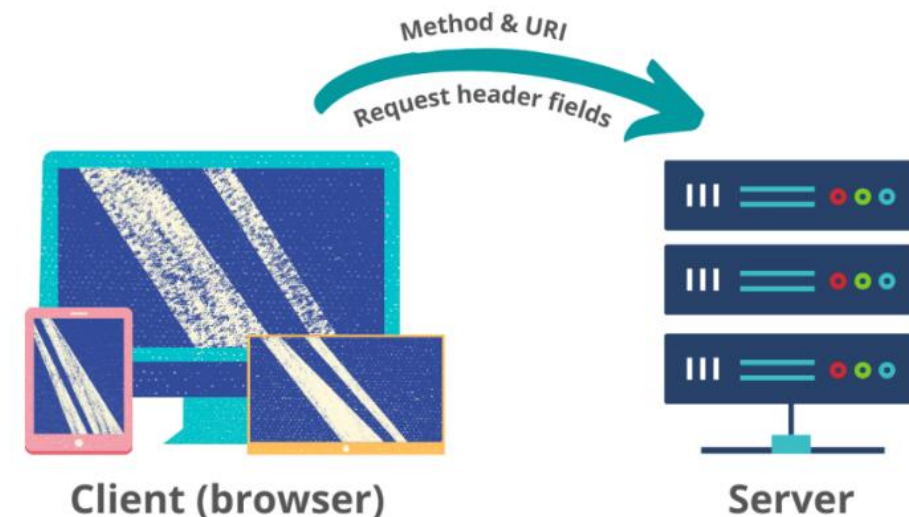 Method & URI
Request header fields
Client (browser)
Server